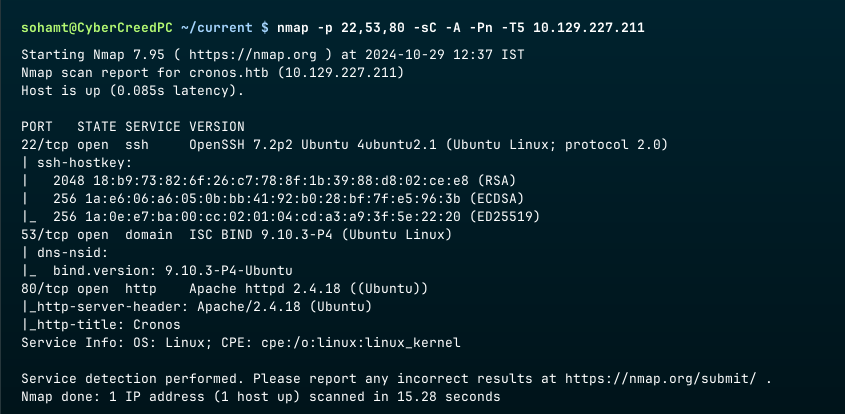 sohamt@CyberCreedPC ~/current $ nmap -p 22,53,80 -sC -A -Pn -T5 10.129.227.211
Starting Nmap 7.95 ( https://nmap.org ) at 2024-10-29 12:37 IST
Nmap scan report for cronos.htb (10.129.227.211)
Host is up (0.085s latency).

PORT   STATE SERVICE VERSION
22/tcp open  ssh     OpenSSH 7.2p2 Ubuntu 4ubuntu2.1 (Ubuntu Linux; protocol 2.0)
| ssh-hostkey:
|   2048 18:b9:73:82:6f:26:c7:78:8f:1b:39:88:d8:02:ce:e8 (RSA)
|   256 1a:e6:06:a6:05:0b:bb:41:92:b0:28:bf:7f:e5:96:3b (ECDSA)
|_  256 1a:0e:e7:ba:00:cc:02:01:04:cd:a3:a9:3f:5e:22:20 (ED25519)
53/tcp open  domain  ISC BIND 9.10.3-P4 (Ubuntu Linux)
| dns-nsid:
|_  bind.version: 9.10.3-P4-Ubuntu
80/tcp open  http    Apache httpd 2.4.18 ((Ubuntu))
|_http-server-header: Apache/2.4.18 (Ubuntu)
|_http-title: Cronos
Service Info: OS: Linux; CPE: cpe:/o:linux:linux_kernel

Service detection performed. Please report any incorrect results at https://nmap.org/submit/ .
Nmap done: 1 IP address (1 host up) scanned in 15.28 seconds